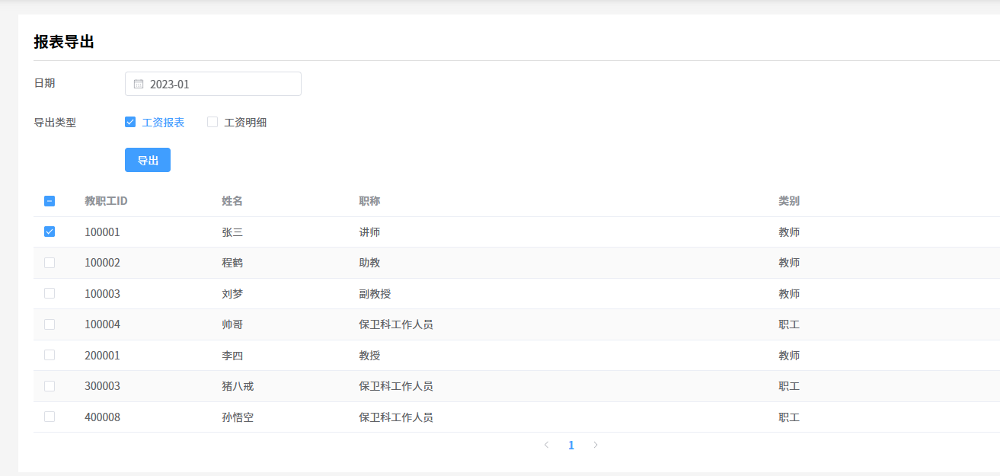 报表导出
日期 2023-01
导出类型 工资报表 工资明细
导出
教职工ID 姓名 职称 类别
100001 张三 讲师 教师
100002 程鹤 助教 教师
100003 刘梦 副教授 教师
100004 帅哥 保卫科工作人员 职工
200001 李四 教授 教师
300003 猪八戒 保卫科工作人员 职工
400008 孙悟空 保卫科工作人员 职工
1